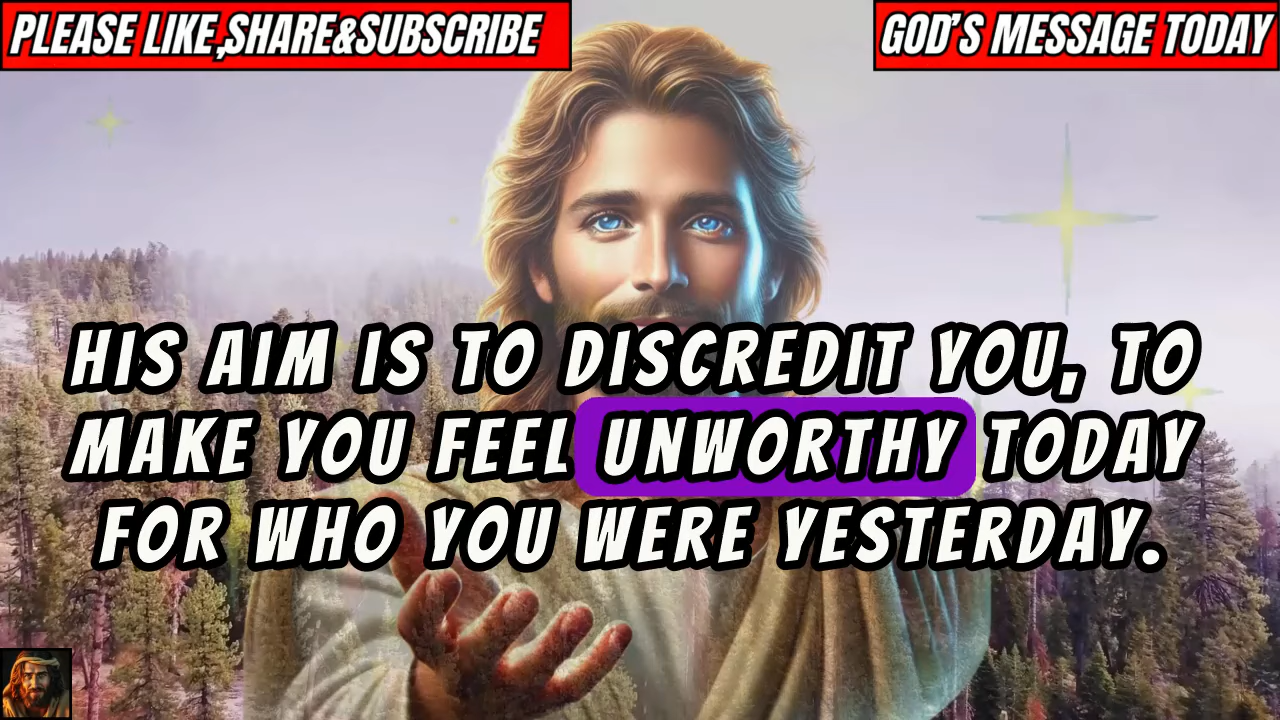 PLEASE LIKE,SHARE&SUBSCRIBE
GOD'S MESSAGE TODAY
HIS AIM IS TO DISCREDIT YOU, TO
MAKE YOU FEEL UNWORTHY TODAY
FOR WHO YOU WERE YESTERDAY.